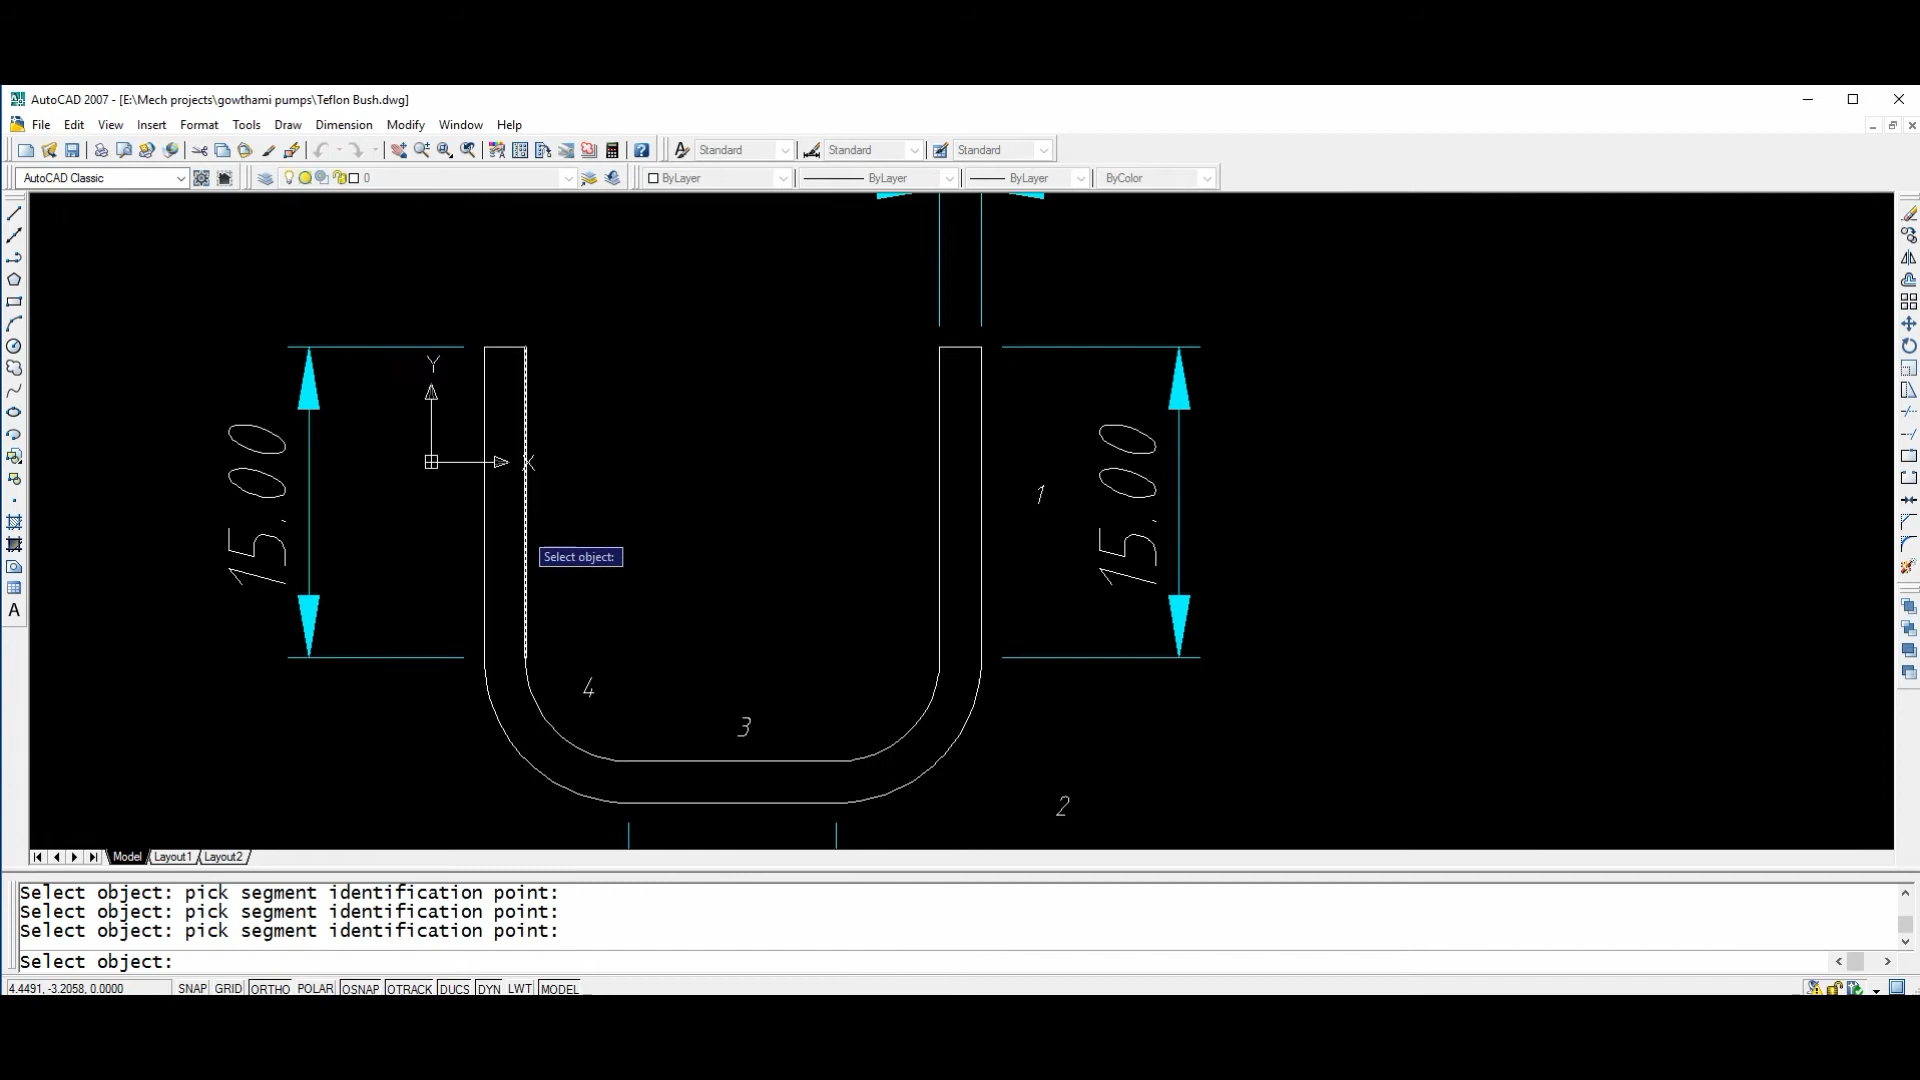 AutoCAD 2007 - [E:\Mech projects\gowthami pumps\Teflon Bush.dwg]
File Edit View Insert Format Tools Draw Dimension Modify Window Help
Standard Standard Standard
AutoCAD Classic 0 ByLayer ByLayer ByLayer ByColor
Y
X
15.00
15.00
1
Select object:
4
3
2
Model Layout1 Layout2
Select object: pick segment identification point:
Select object: pick segment identification point:
Select object: pick segment identification point:
Select object:
4.4491, -3.2058, 0.0000 SNAP GRID ORTHO POLAR OSNAP OTRACK DUCS DYN LWT MODEL